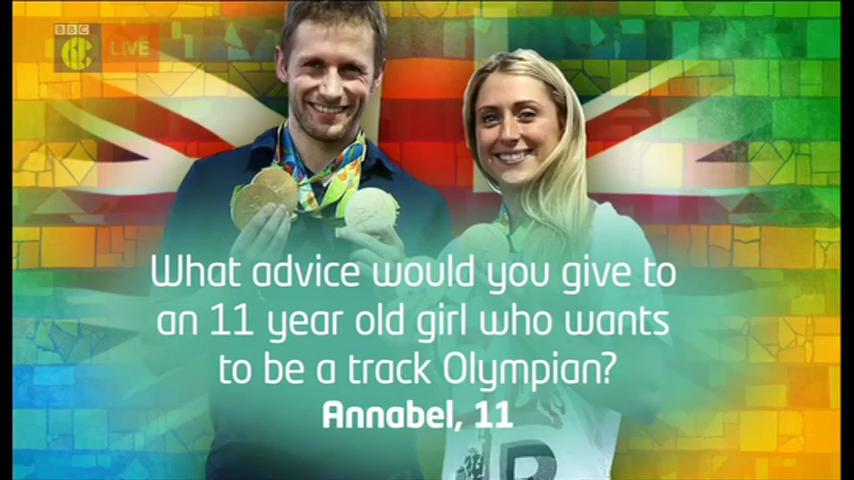 BBC
LIVE
What advice would you give to
an 11 year old girl who wants
to be a track Olympian?
Annabel, 11